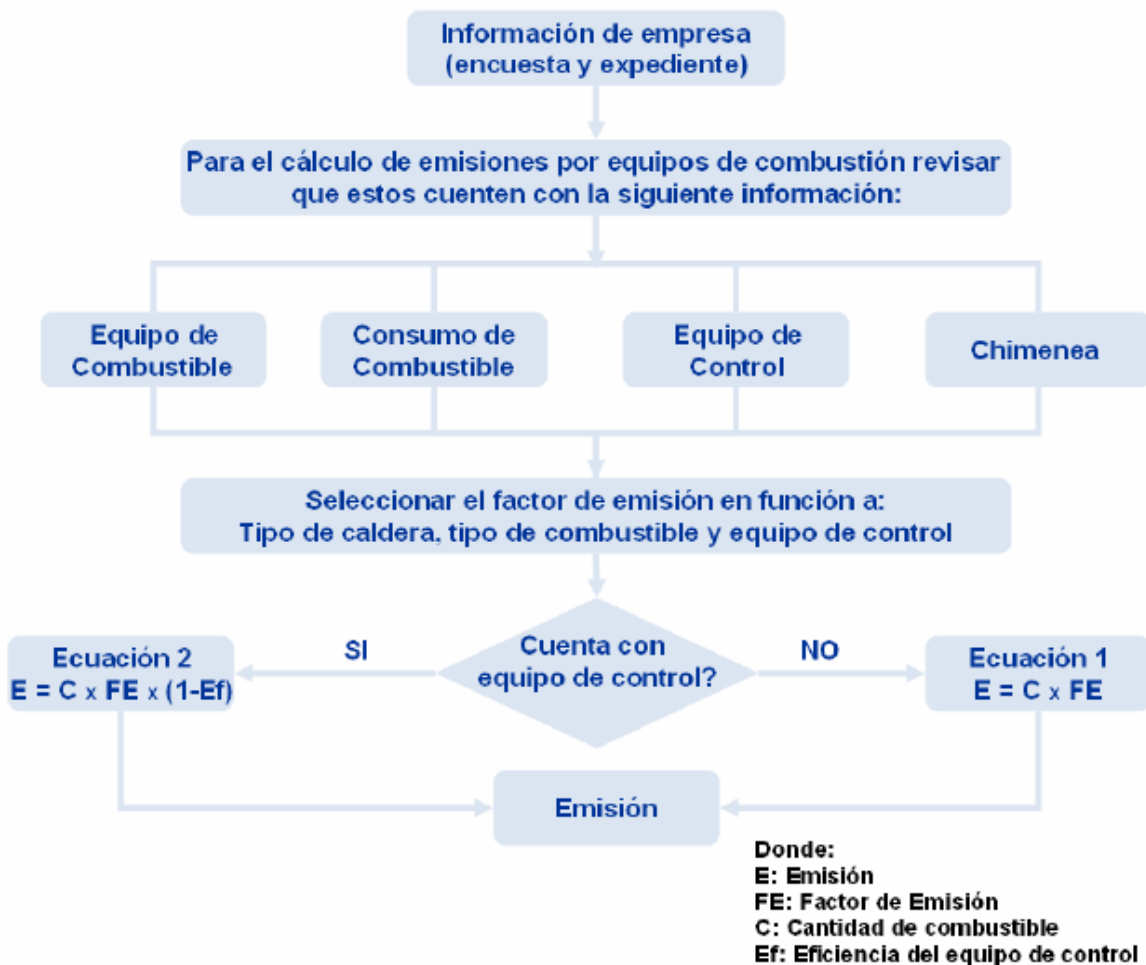 Información de empresa
(encuesta y expediente)
Para el cálculo de emisiones por equipos de combustión revisar
que estos cuenten con la siguiente información:
Equipo de
Combustible
Consumo de
Combustible
Equipo de
Control
Chimenea
Seleccionar el factor de emisión en función a:
Tipo de caldera, tipo de combustible y equipo de control
Cuenta con
equipo de control?
SI
NO
Ecuación 2
E = C x FE x (1-Ef)
Ecuación 1
E = C x FE
Emisión
Donde:
E: Emisión
FE: Factor de Emisión
C: Cantidad de combustible
Ef: Eficiencia del equipo de control